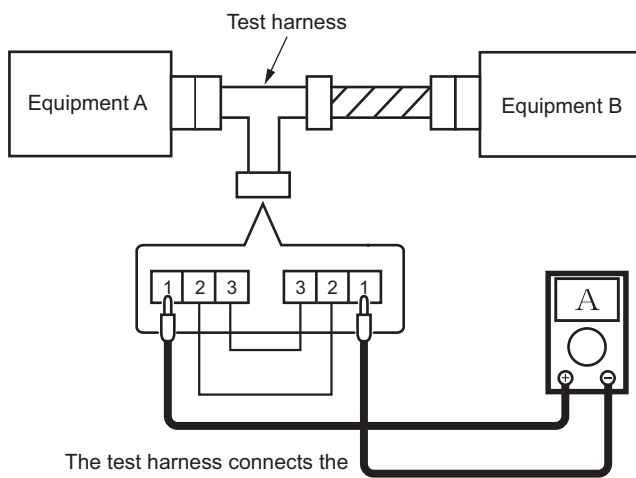 Test harness
Equipment A
Equipment B
1 2 3 3 2 1
A
+ −
The test harness connects the